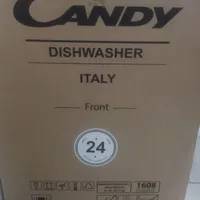 CANDY
DISHWASHER
ITALY
Front
24
1608